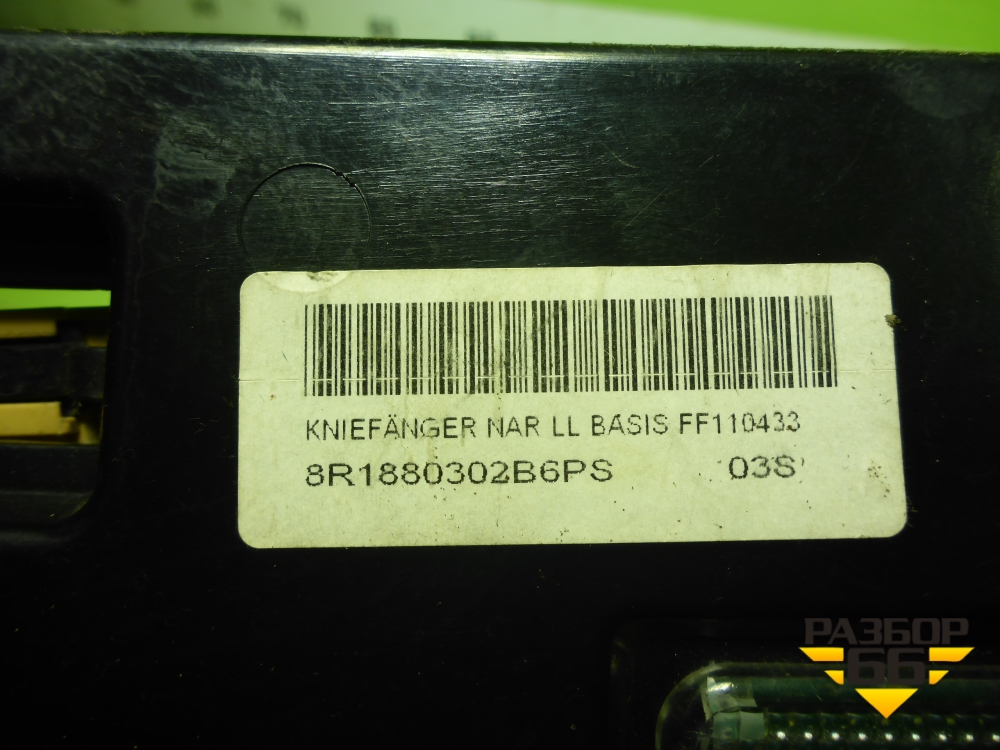 KNIEFÄNGER NAR LL BASIS FF110433
8R1880302B6PS 03S
РАЗБОР
66